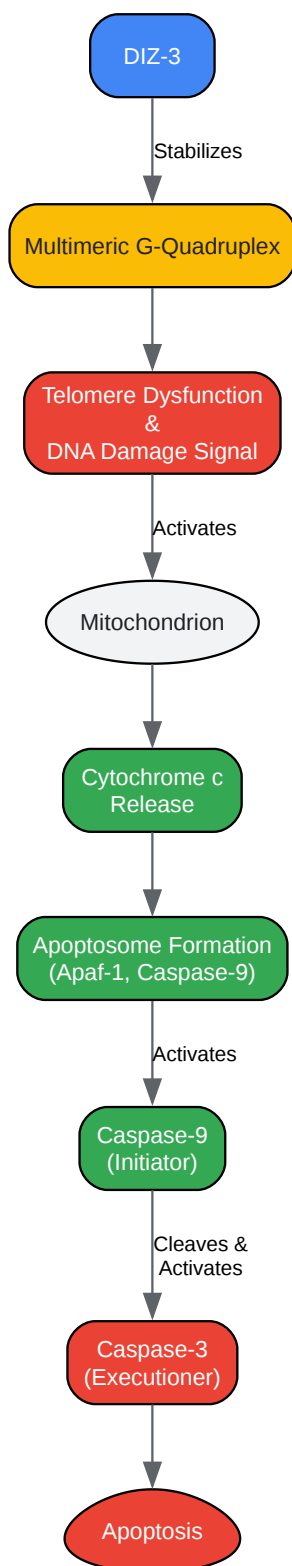 DIZ-3
Stabilizes
Multimeric G-Quadruplex
Telomere Dysfunction
&
DNA Damage Signal
Activates
Mitochondrion
Cytochrome c
Release
Apoptosome Formation
(Apaf-1, Caspase-9)
Activates
Caspase-9
(Initiator)
Cleaves &
Activates
Caspase-3
(Executioner)
Apoptosis